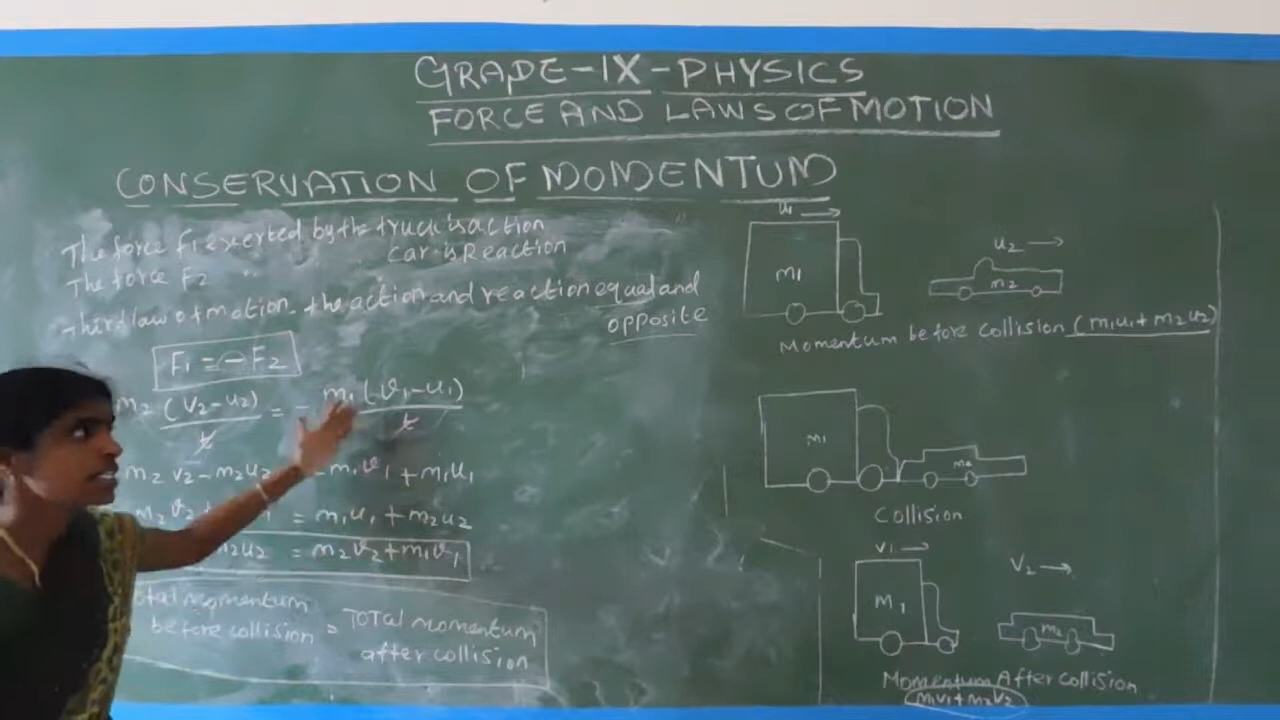 GRADE-IX-PHYSICS
FORCE AND LAWS OF MOTION
CONSERVATION OF MOMENTUM
The force F1 exerted by the truck is action
The force F2 " car is Reaction
third law of motion. the action and reaction equal and
opposite
F1 = -F2
m2 (v2-u2)/t = - m1 (v1-u1)/t
m2 v2 - m2u2 = -m1v1 + m1u1
m2 v2 + = m1u1 + m2u2
m2u2 = m2v2+m1v1
total momentum
before collision = Total momentum
after collision
u1 →
M1
u2 →
m2
Momentum before Collision (m1u1+m2u2)
M1
m2
Collision
v1 →
M1
V2 →
m2
Momentum After collision
m1v1+m2v2